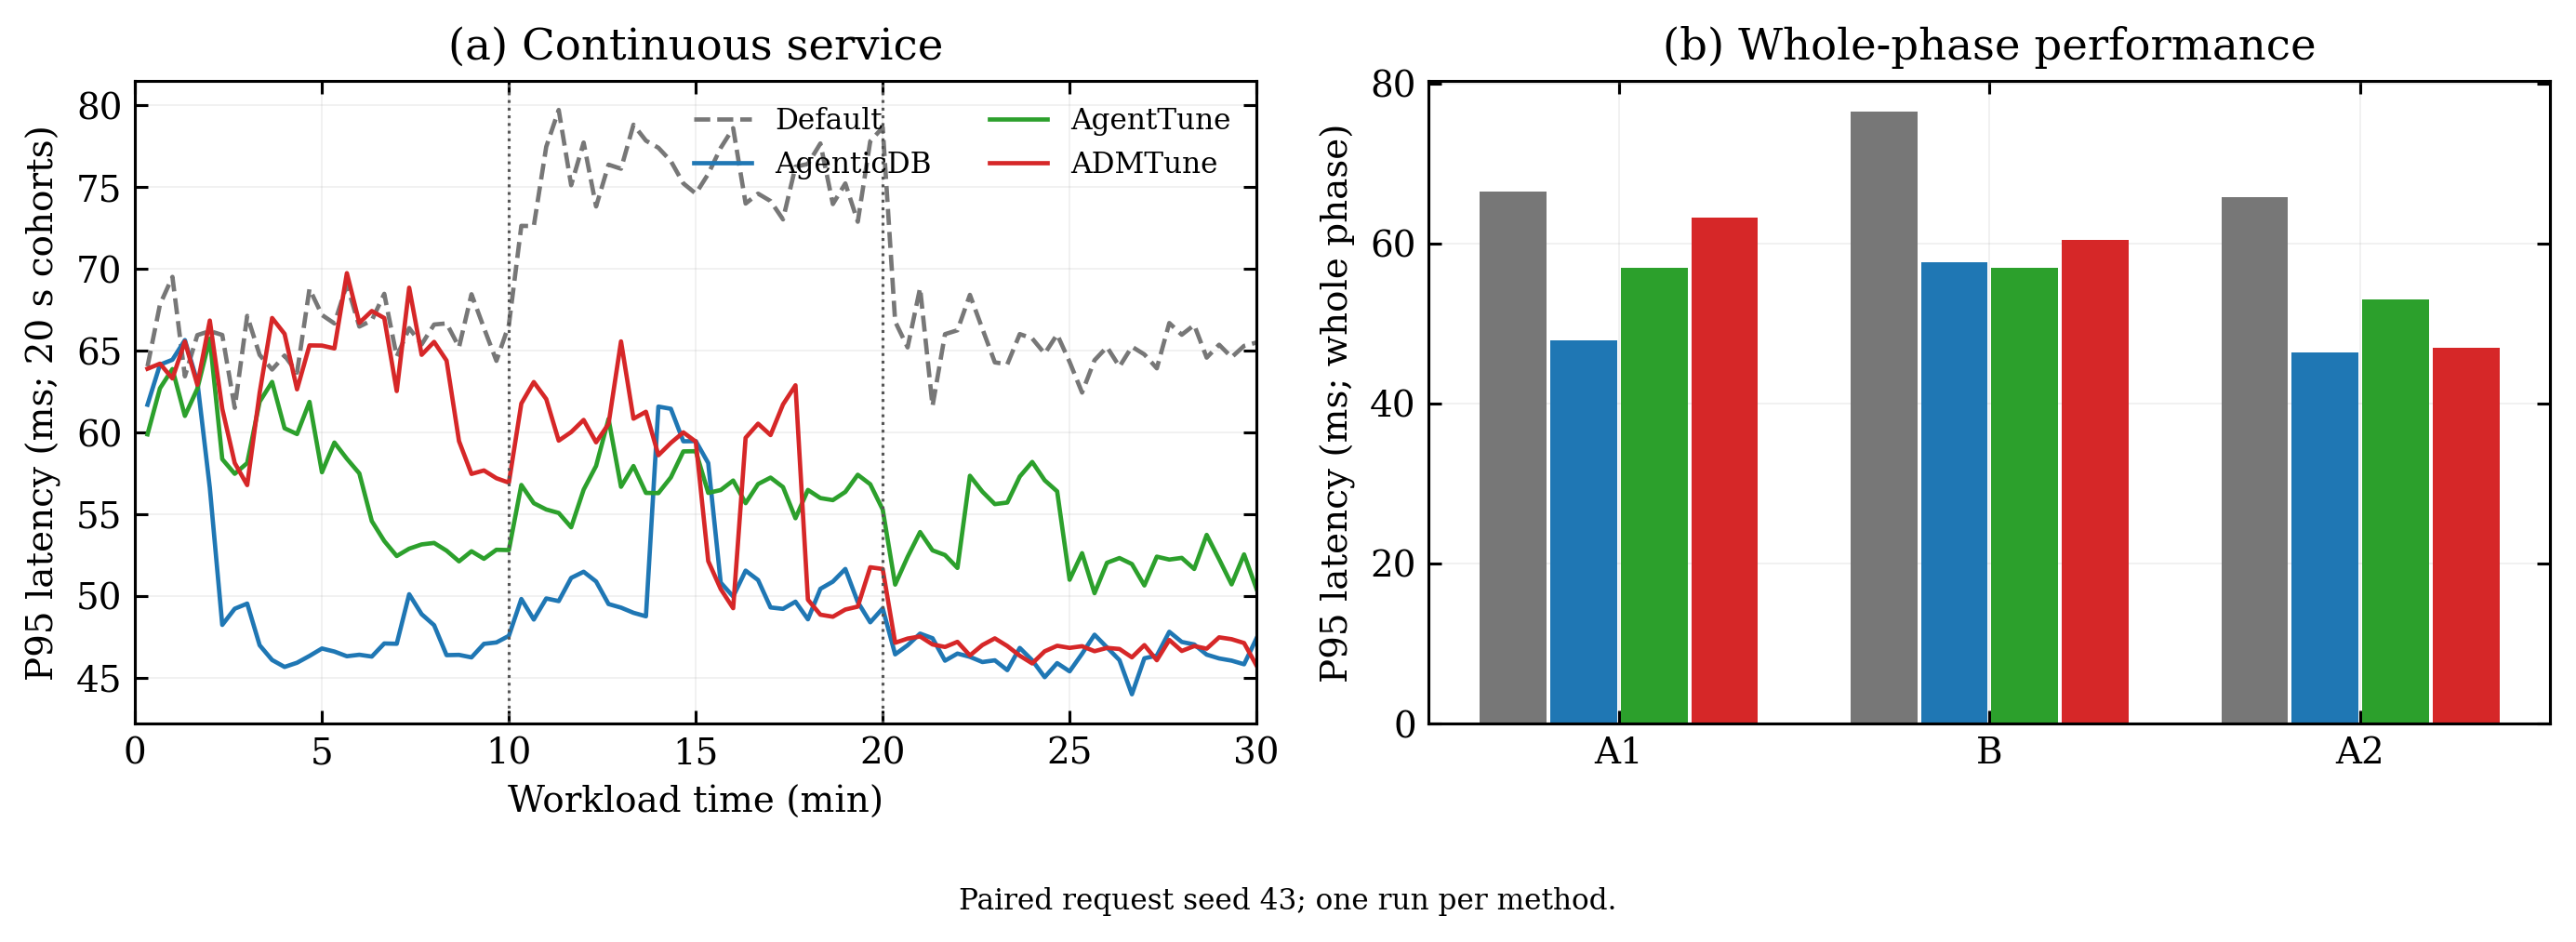 (a) Continuous service
P95 latency (ms; 20 s cohorts)
80
75
70
65
60
55
50
45
Default
AgenticDB
AgentTune
ADMTune
0 5 10 15 20 25 30
Workload time (min)
(b) Whole-phase performance
P95 latency (ms; whole phase)
80
60
40
20
0
A1 B A2
Paired request seed 43; one run per method.